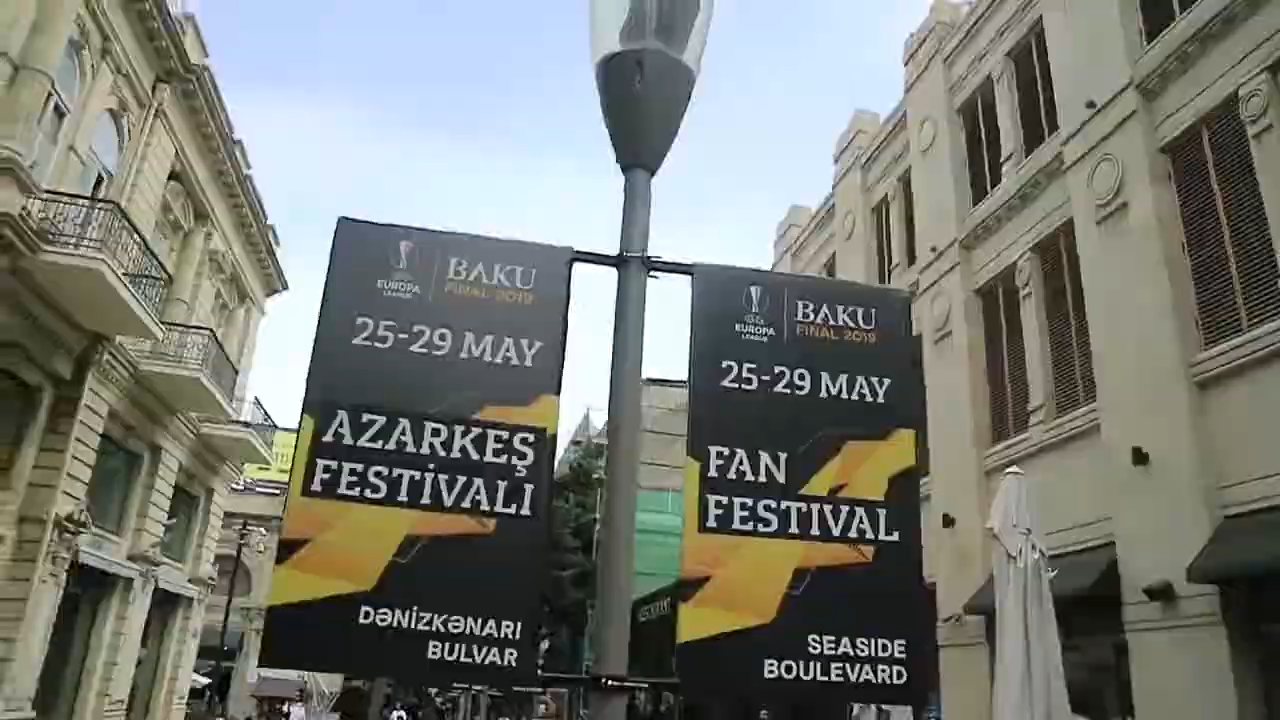 EUROPA
LEAGUE
BAKU
FINAL 2019
25-29 MAY
AZARKEŞ
FESTİVALI
DƏNİZKƏNARI
BULVAR
EUROPA
LEAGUE
BAKU
FINAL 2019
25-29 MAY
FAN
FESTIVAL
SEASIDE
BOULEVARD